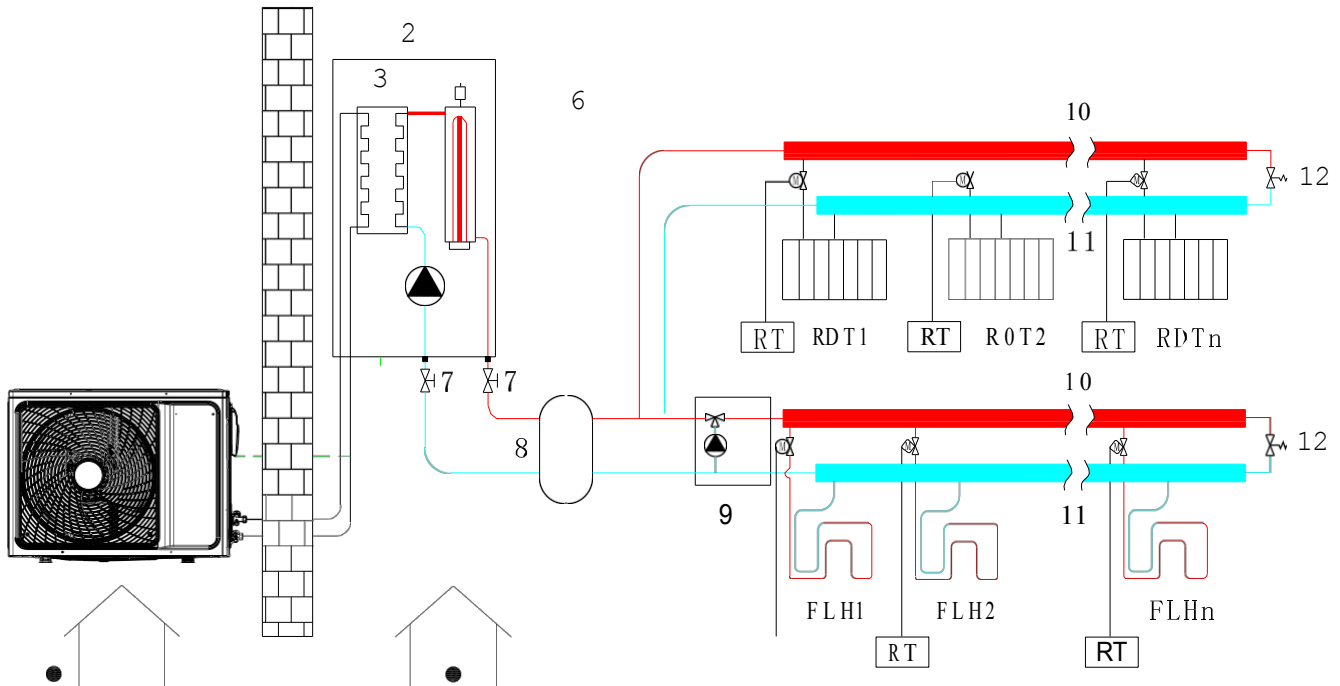 2
3
6
10
12
11
RT RDT1 RT R0T2 RT RDTn
7 7
10
8
12
9
11
FLH1 FLH2 FLHn
RT RT
M M M
M M M